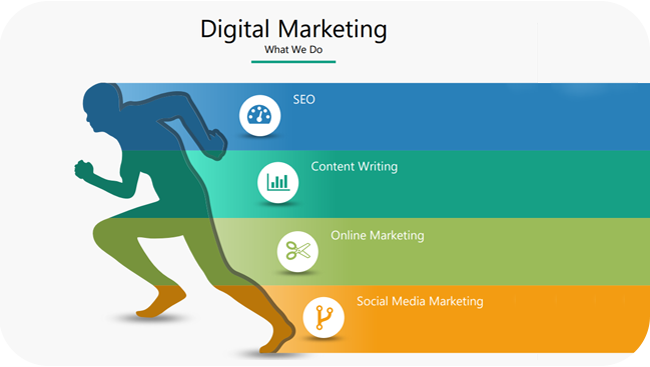 Digital Marketing
What We Do
SEO
Content Writing
Online Marketing
Social Media Marketing